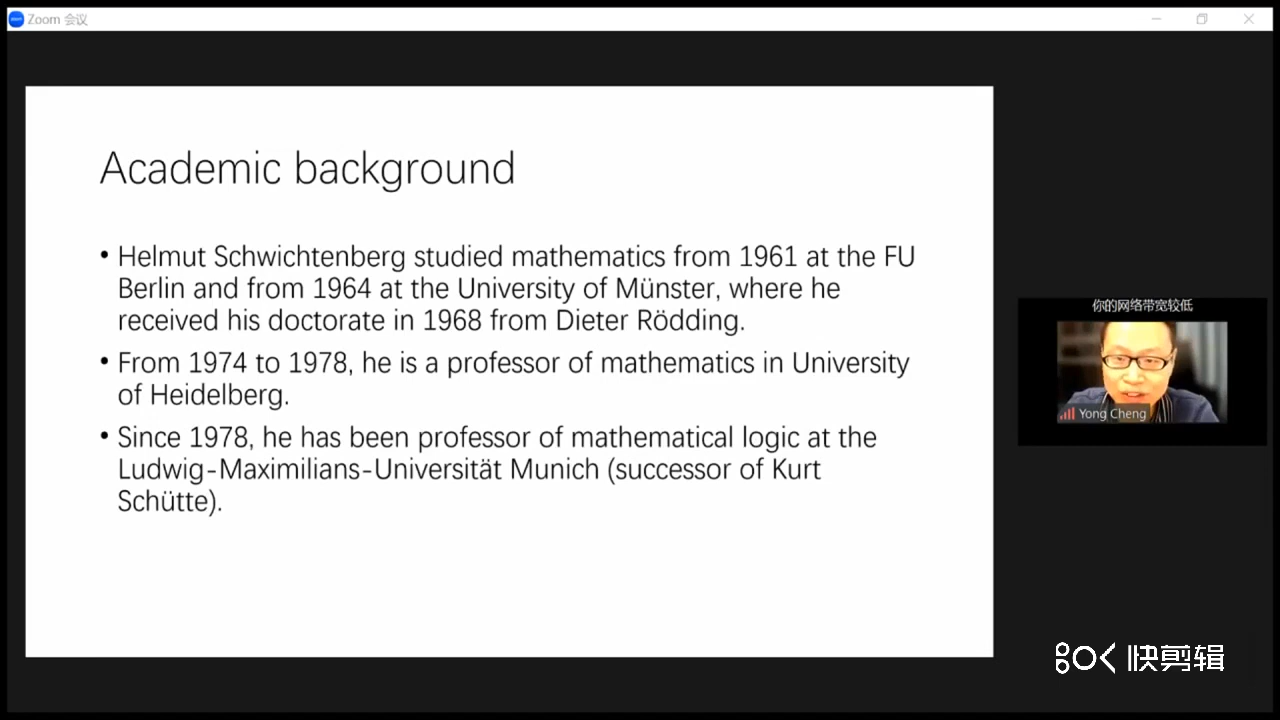 Zoom 会议
Academic background
• Helmut Schwichtenberg studied mathematics from 1961 at the FU
Berlin and from 1964 at the University of Münster, where he
received his doctorate in 1968 from Dieter Rödding.
• From 1974 to 1978, he is a professor of mathematics in University
of Heidelberg.
• Since 1978, he has been professor of mathematical logic at the
Ludwig-Maximilians-Universität Munich (successor of Kurt
Schütte).
你的网络带宽较低
Yong Cheng
快剪辑